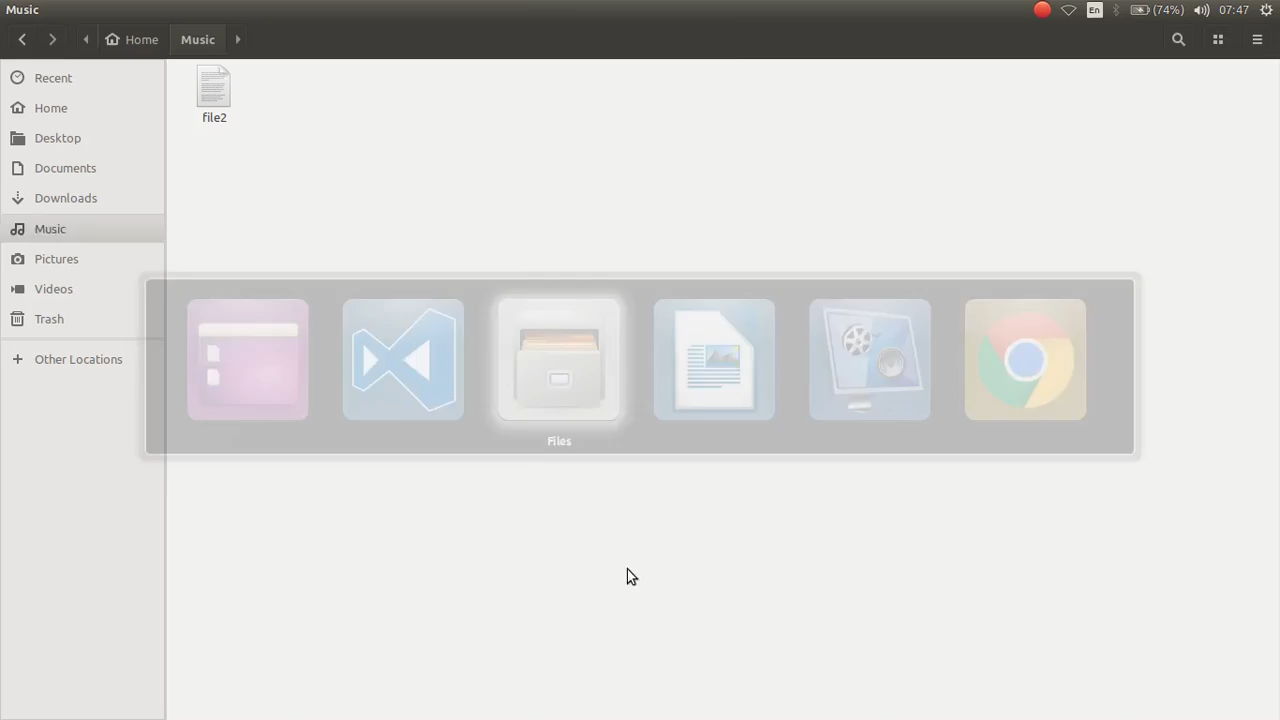 Music
En
(74%)
07:47
Home
Music
Recent
Home
Desktop
Documents
Downloads
Music
Pictures
Videos
Trash
Other Locations
file2
Files